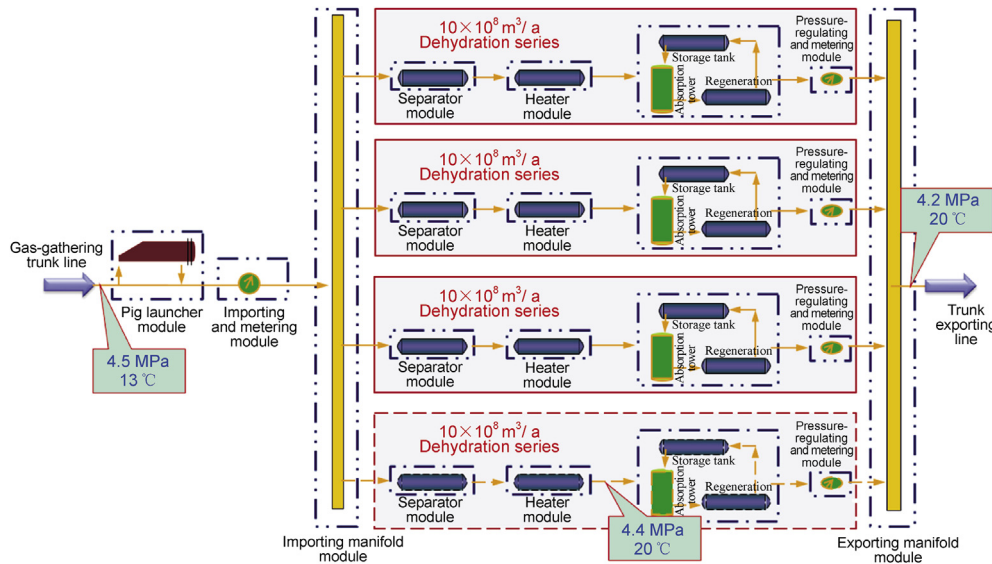 Gas-gathering
trunk line
4.5 MPa
13 ℃
Pig launcher
module
Importing
and metering
module
Importing manifold
module
10×10⁸ m³/ a
Dehydration series
Separator
module
Heater
module
Storage tank
Absorption
tower
Regeneration
Pressure-
regulating
and metering
module
10×10⁸ m³/ a
Dehydration series
Separator
module
Heater
module
Storage tank
Absorption
tower
Regeneration
Pressure-
regulating
and metering
module
10×10⁸ m³/ a
Dehydration series
Separator
module
Heater
module
Storage tank
Absorption
tower
Regeneration
Pressure-
regulating
and metering
module
10×10⁸ m³/ a
Dehydration series
Separator
module
Heater
module
4.4 MPa
20 ℃
Storage tank
Absorption
tower
Regeneration
Pressure-
regulating
and metering
module
Exporting manifold
module
4.2 MPa
20 ℃
Trunk
exporting
line